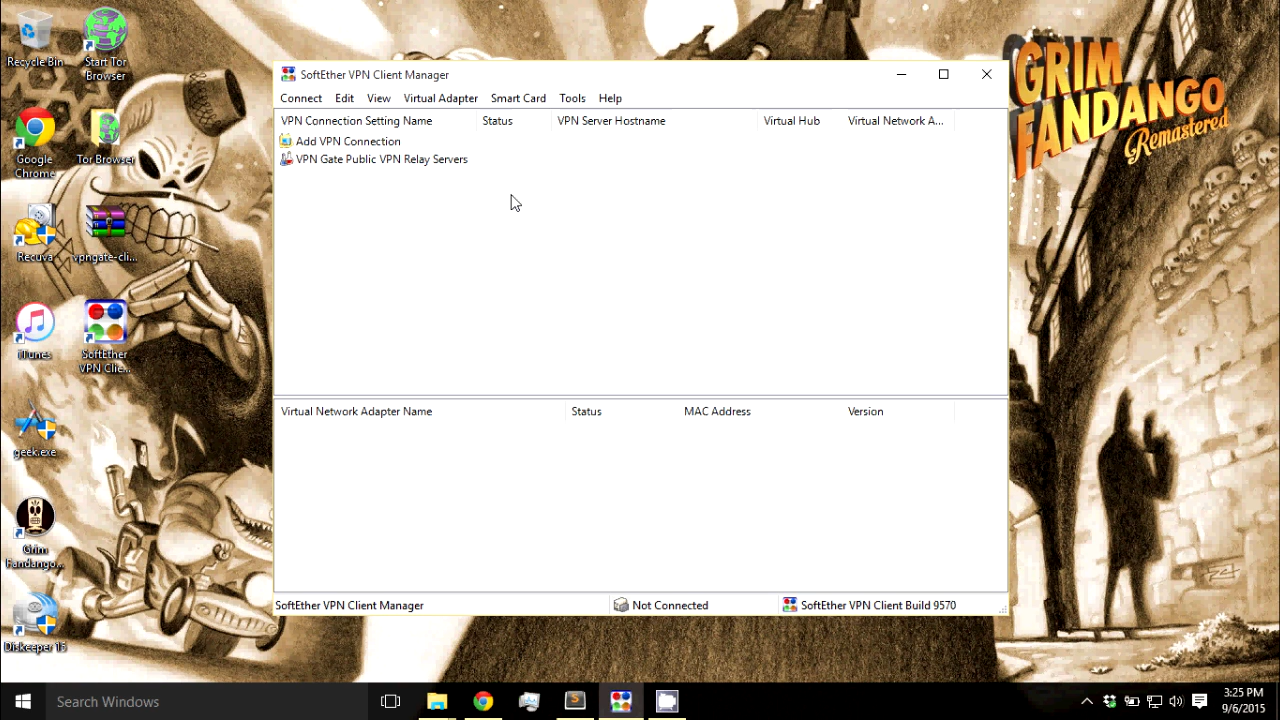 Recycle Bin
Start Tor Browser
Google Chrome
Tor Browser
Recuva
vpngate-cli...
iTunes
SoftEther VPN Clie...
geek.exe
Grim Fandango...
Diskeeper 15
GRIM FANDANGO
Remastered
SoftEther VPN Client Manager
Connect Edit View Virtual Adapter Smart Card Tools Help
VPN Connection Setting Name Status VPN Server Hostname Virtual Hub Virtual Network A...
Add VPN Connection
VPN Gate Public VPN Relay Servers
Virtual Network Adapter Name Status MAC Address Version
SoftEther VPN Client Manager Not Connected SoftEther VPN Client Build 9570
Search Windows
3:25 PM
9/6/2015